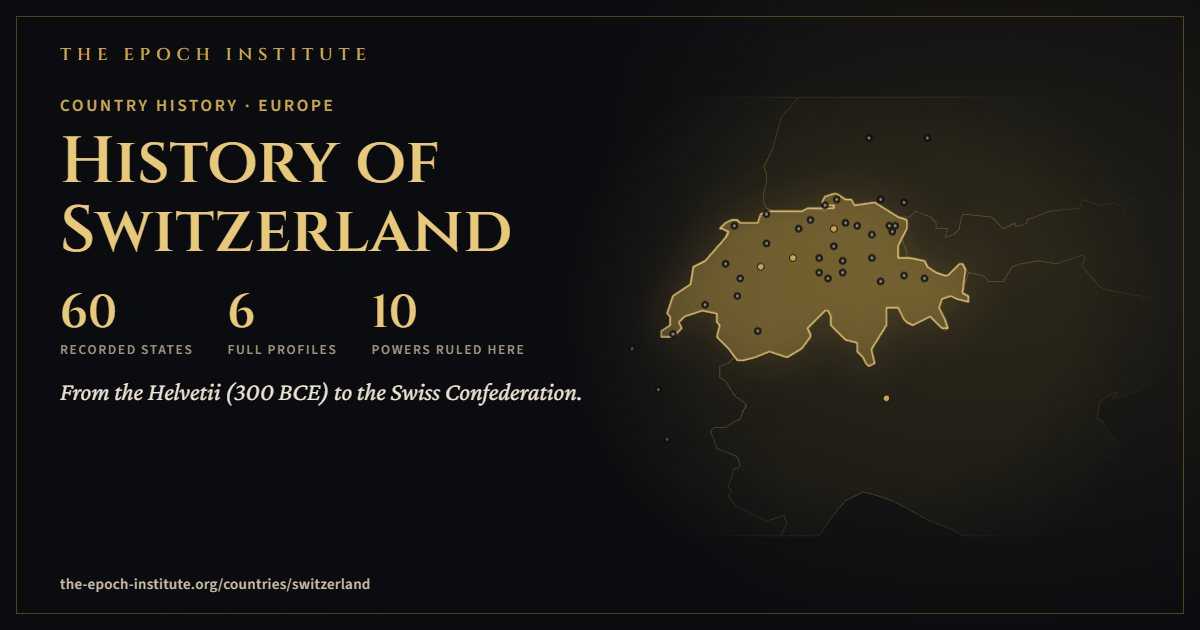 THE EPOCH INSTITUTE
COUNTRY HISTORY · EUROPE
History of
Switzerland
60 6 10
RECORDED STATES FULL PROFILES POWERS RULED HERE
From the Helvetii (300 BCE) to the Swiss Confederation.
the-epoch-institute.org/countries/switzerland